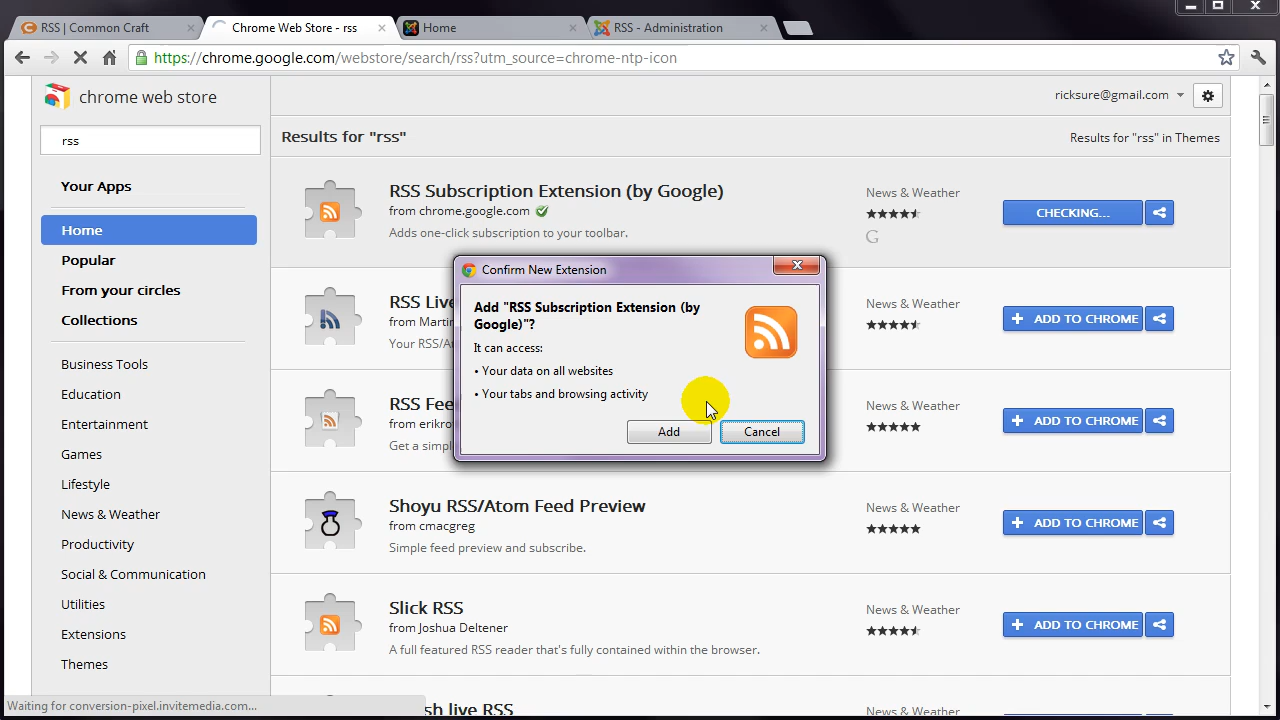 RSS | Common Craft
Chrome Web Store - rss
Home
RSS - Administration
https://chrome.google.com/webstore/search/rss?utm_source=chrome-ntp-icon
chrome web store
ricksure@gmail.com
rss
Results for "rss"
Results for "rss" in Themes
Your Apps
Home
Popular
From your circles
Collections
Business Tools
Education
Entertainment
Games
Lifestyle
News & Weather
Productivity
Social & Communication
Utilities
Extensions
Themes
RSS Subscription Extension (by Google)
from chrome.google.com
Adds one-click subscription to your toolbar.
News & Weather
CHECKING...
RSS Live
from Martin
Your RSS/A
News & Weather
ADD TO CHROME
RSS Fee
from erikro
Get a simpl
News & Weather
ADD TO CHROME
Shoyu RSS/Atom Feed Preview
from cmacgreg
Simple feed preview and subscribe.
News & Weather
ADD TO CHROME
Slick RSS
from Joshua Deltener
A full featured RSS reader that's fully contained within the browser.
News & Weather
ADD TO CHROME
sh live RSS
News & Weather
Confirm New Extension
Add "RSS Subscription Extension (by
Google)"?
It can access:
• Your data on all websites
• Your tabs and browsing activity
Add
Cancel
Waiting for conversion-pixel.invitemedia.com...